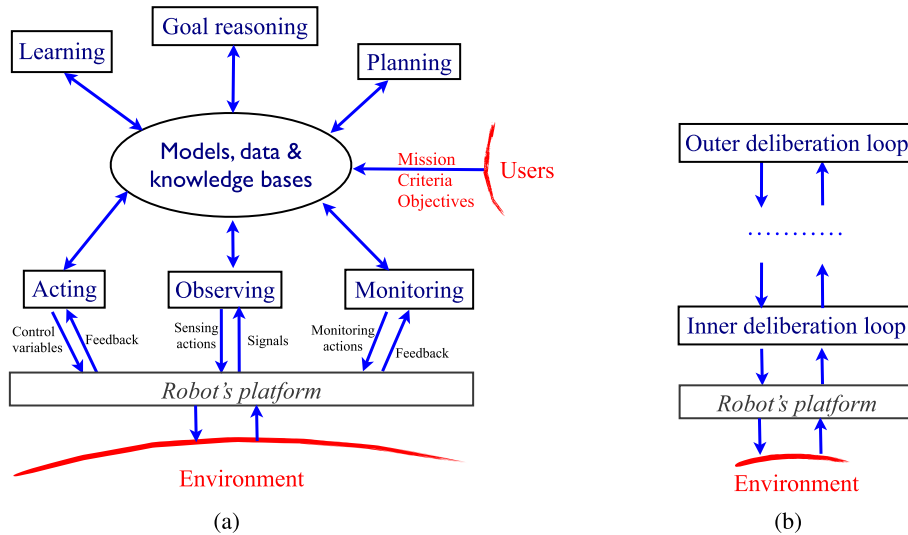 Goal reasoning
Learning
Planning
Models, data &
knowledge bases
Mission
Criteria
Objectives
Users
Acting
Observing
Monitoring
Control
variables
Feedback
Sensing
actions
Signals
Monitoring
actions
Feedback
Robot's platform
Environment
(a)
Outer deliberation loop
Inner deliberation loop
Robot's platform
Environment
(b)